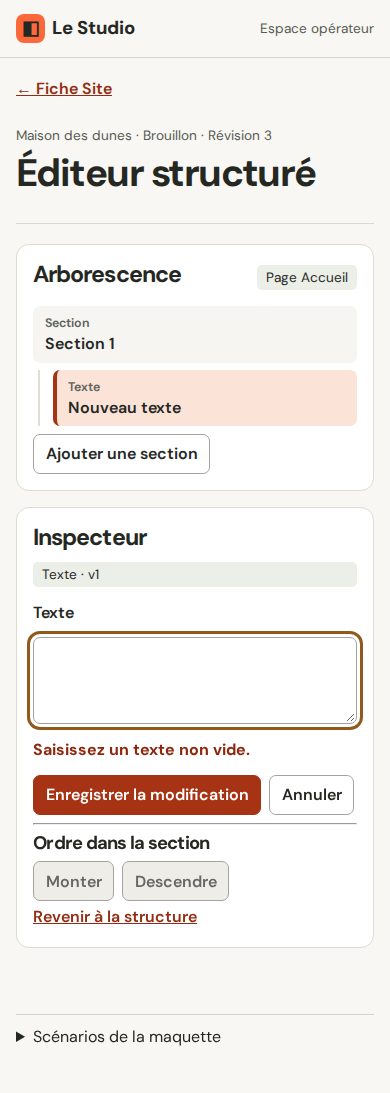 Le Studio
Espace opérateur
← Fiche Site
Maison des dunes · Brouillon · Révision 3
Éditeur structuré
Arborescence
Page Accueil
Section
Section 1
Texte
Nouveau texte
Ajouter une section
Inspecteur
Texte · v1
Texte
Saisissez un texte non vide.
Enregistrer la modification
Annuler
Ordre dans la section
Monter
Descendre
Revenir à la structure
Scénarios de la maquette